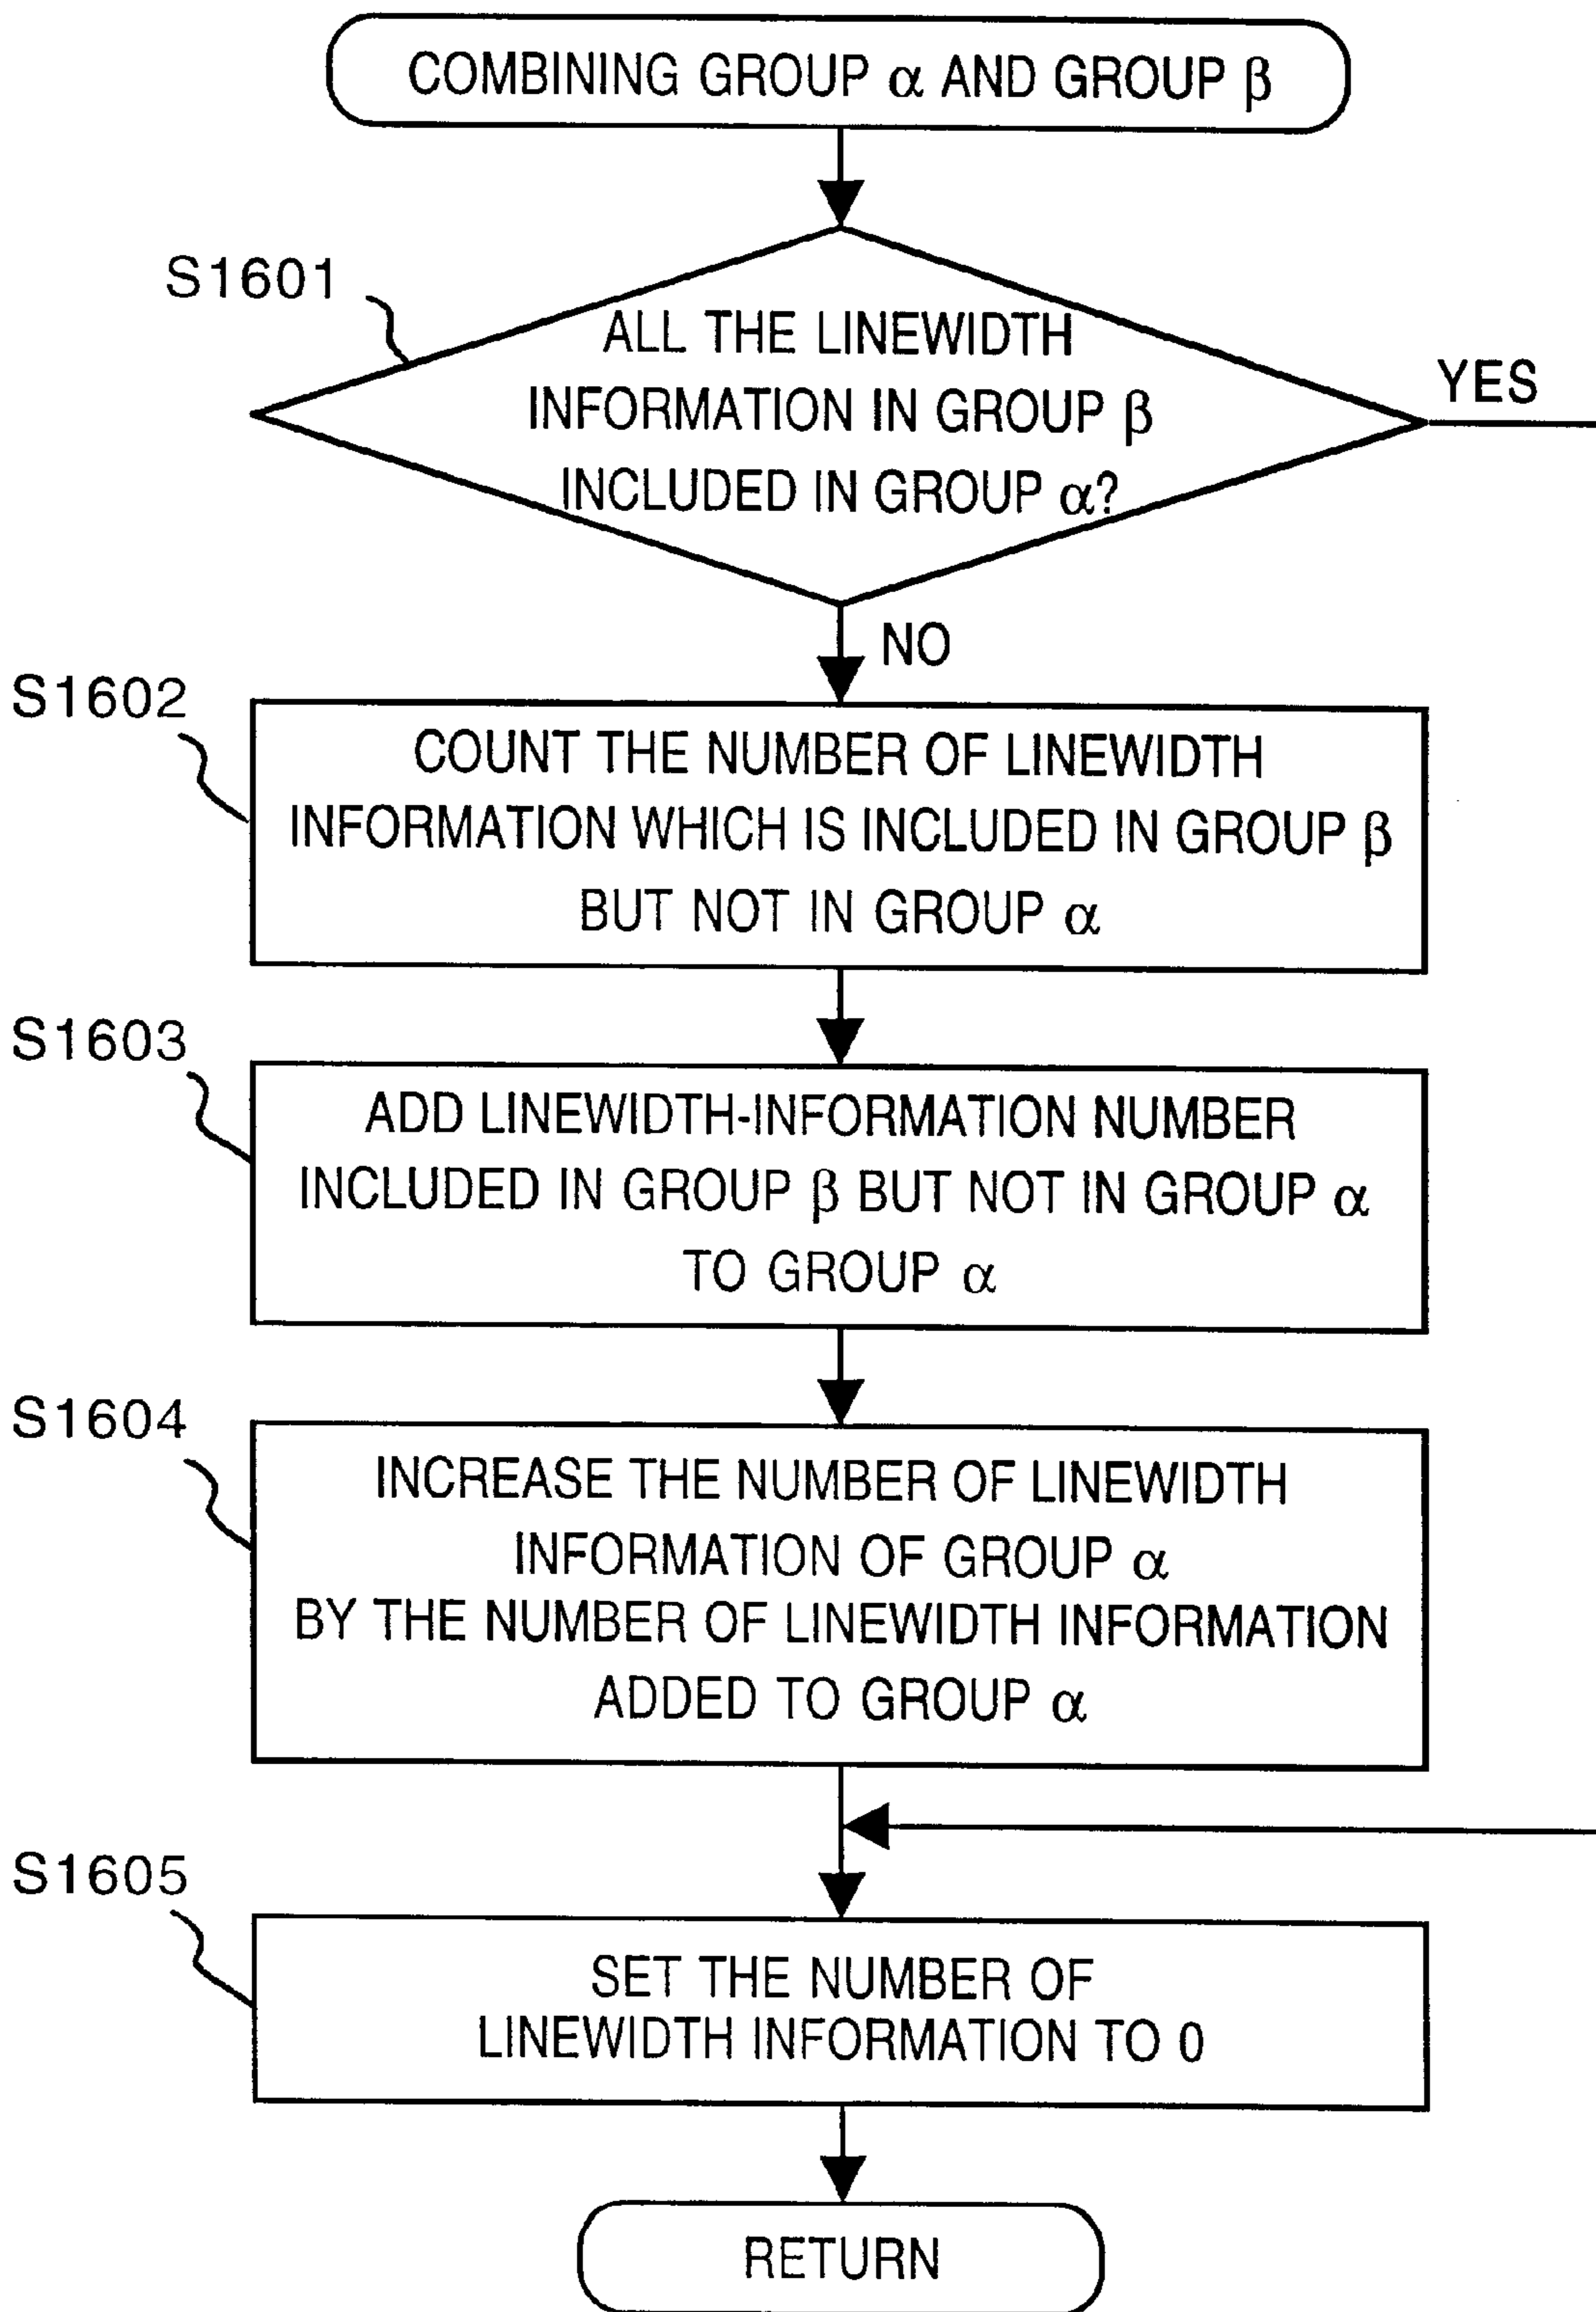 COMBINING GROUP α AND GROUP β
S1601
ALL THE LINEWIDTH
INFORMATION IN GROUP β
INCLUDED IN GROUP α?
YES
NO
S1602
COUNT THE NUMBER OF LINEWIDTH
INFORMATION WHICH IS INCLUDED IN GROUP β
BUT NOT IN GROUP α
S1603
ADD LINEWIDTH-INFORMATION NUMBER
INCLUDED IN GROUP β BUT NOT IN GROUP α
TO GROUP α
S1604
INCREASE THE NUMBER OF LINEWIDTH
INFORMATION OF GROUP α
BY THE NUMBER OF LINEWIDTH INFORMATION
ADDED TO GROUP α
S1605
SET THE NUMBER OF
LINEWIDTH INFORMATION TO 0
RETURN